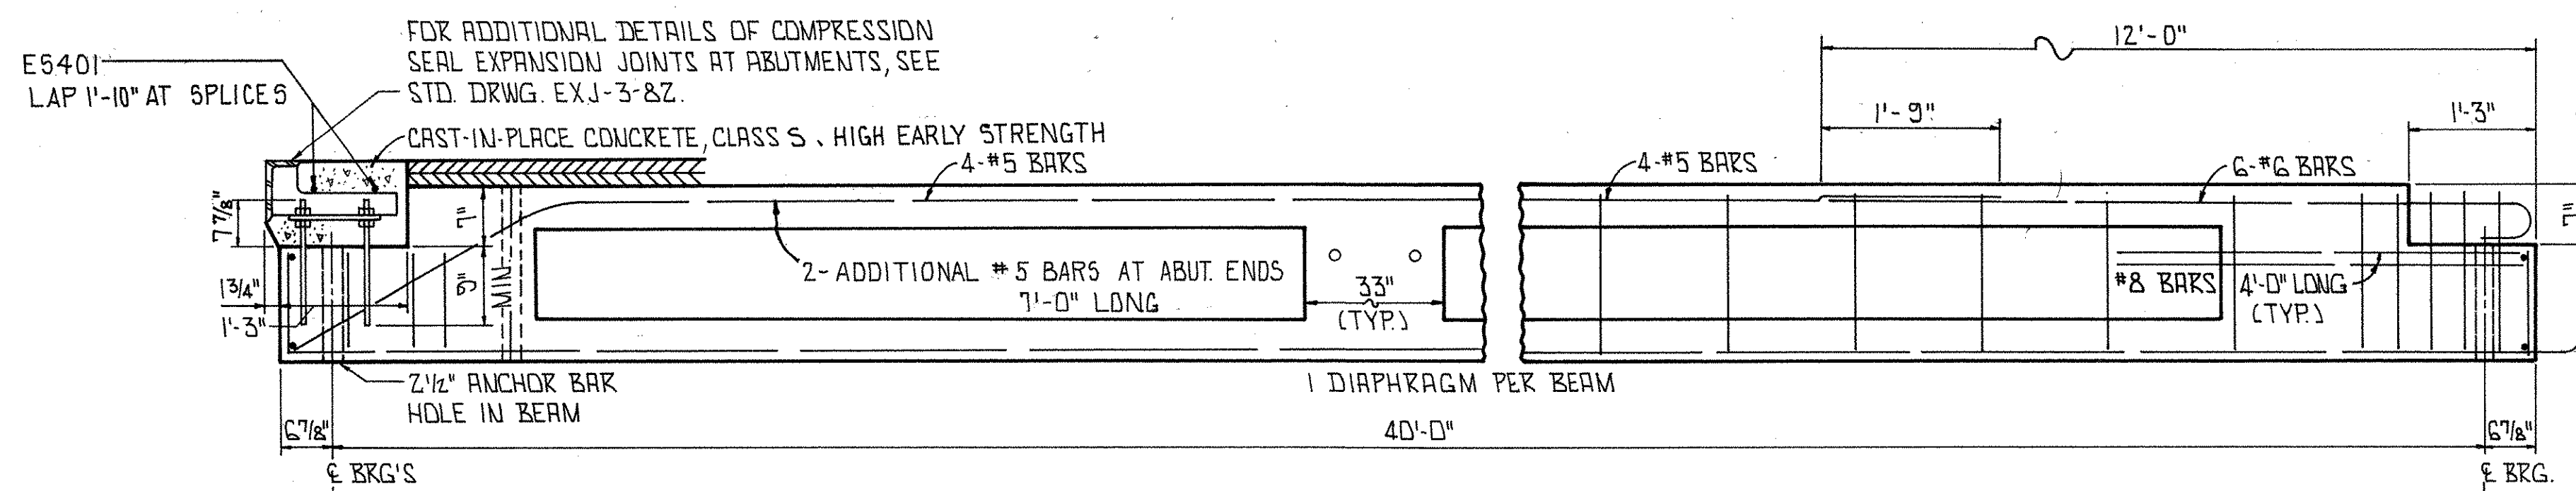 FOR ADDITIONAL DETAILS OF COMPRESSION
SEAL EXPANSION JOINTS AT ABUTMENTS, SEE
STD. DRWG. EXJ-3-82.
E5401
LAP 1'-10" AT SPLICES
CAST-IN-PLACE CONCRETE, CLASS S, HIGH EARLY STRENGTH
4-#5 BARS
12'-0"
1'-9"
1'-3"
4-#5 BARS
6-#6 BARS
7 7/8"
7"
7"
9"
MIN
1 3/4"
1'-3"
2-ADDITIONAL #5 BARS AT ABUT. ENDS
7'-0" LONG
33"
(TYP.)
#8 BARS
4'-0" LONG
(TYP.)
2 1/2" ANCHOR BAR
HOLE IN BEAM
1 DIAPHRAGM PER BEAM
6 7/8"
40'-0"
6 7/8"
℄ BRG'S
℄ BRG.